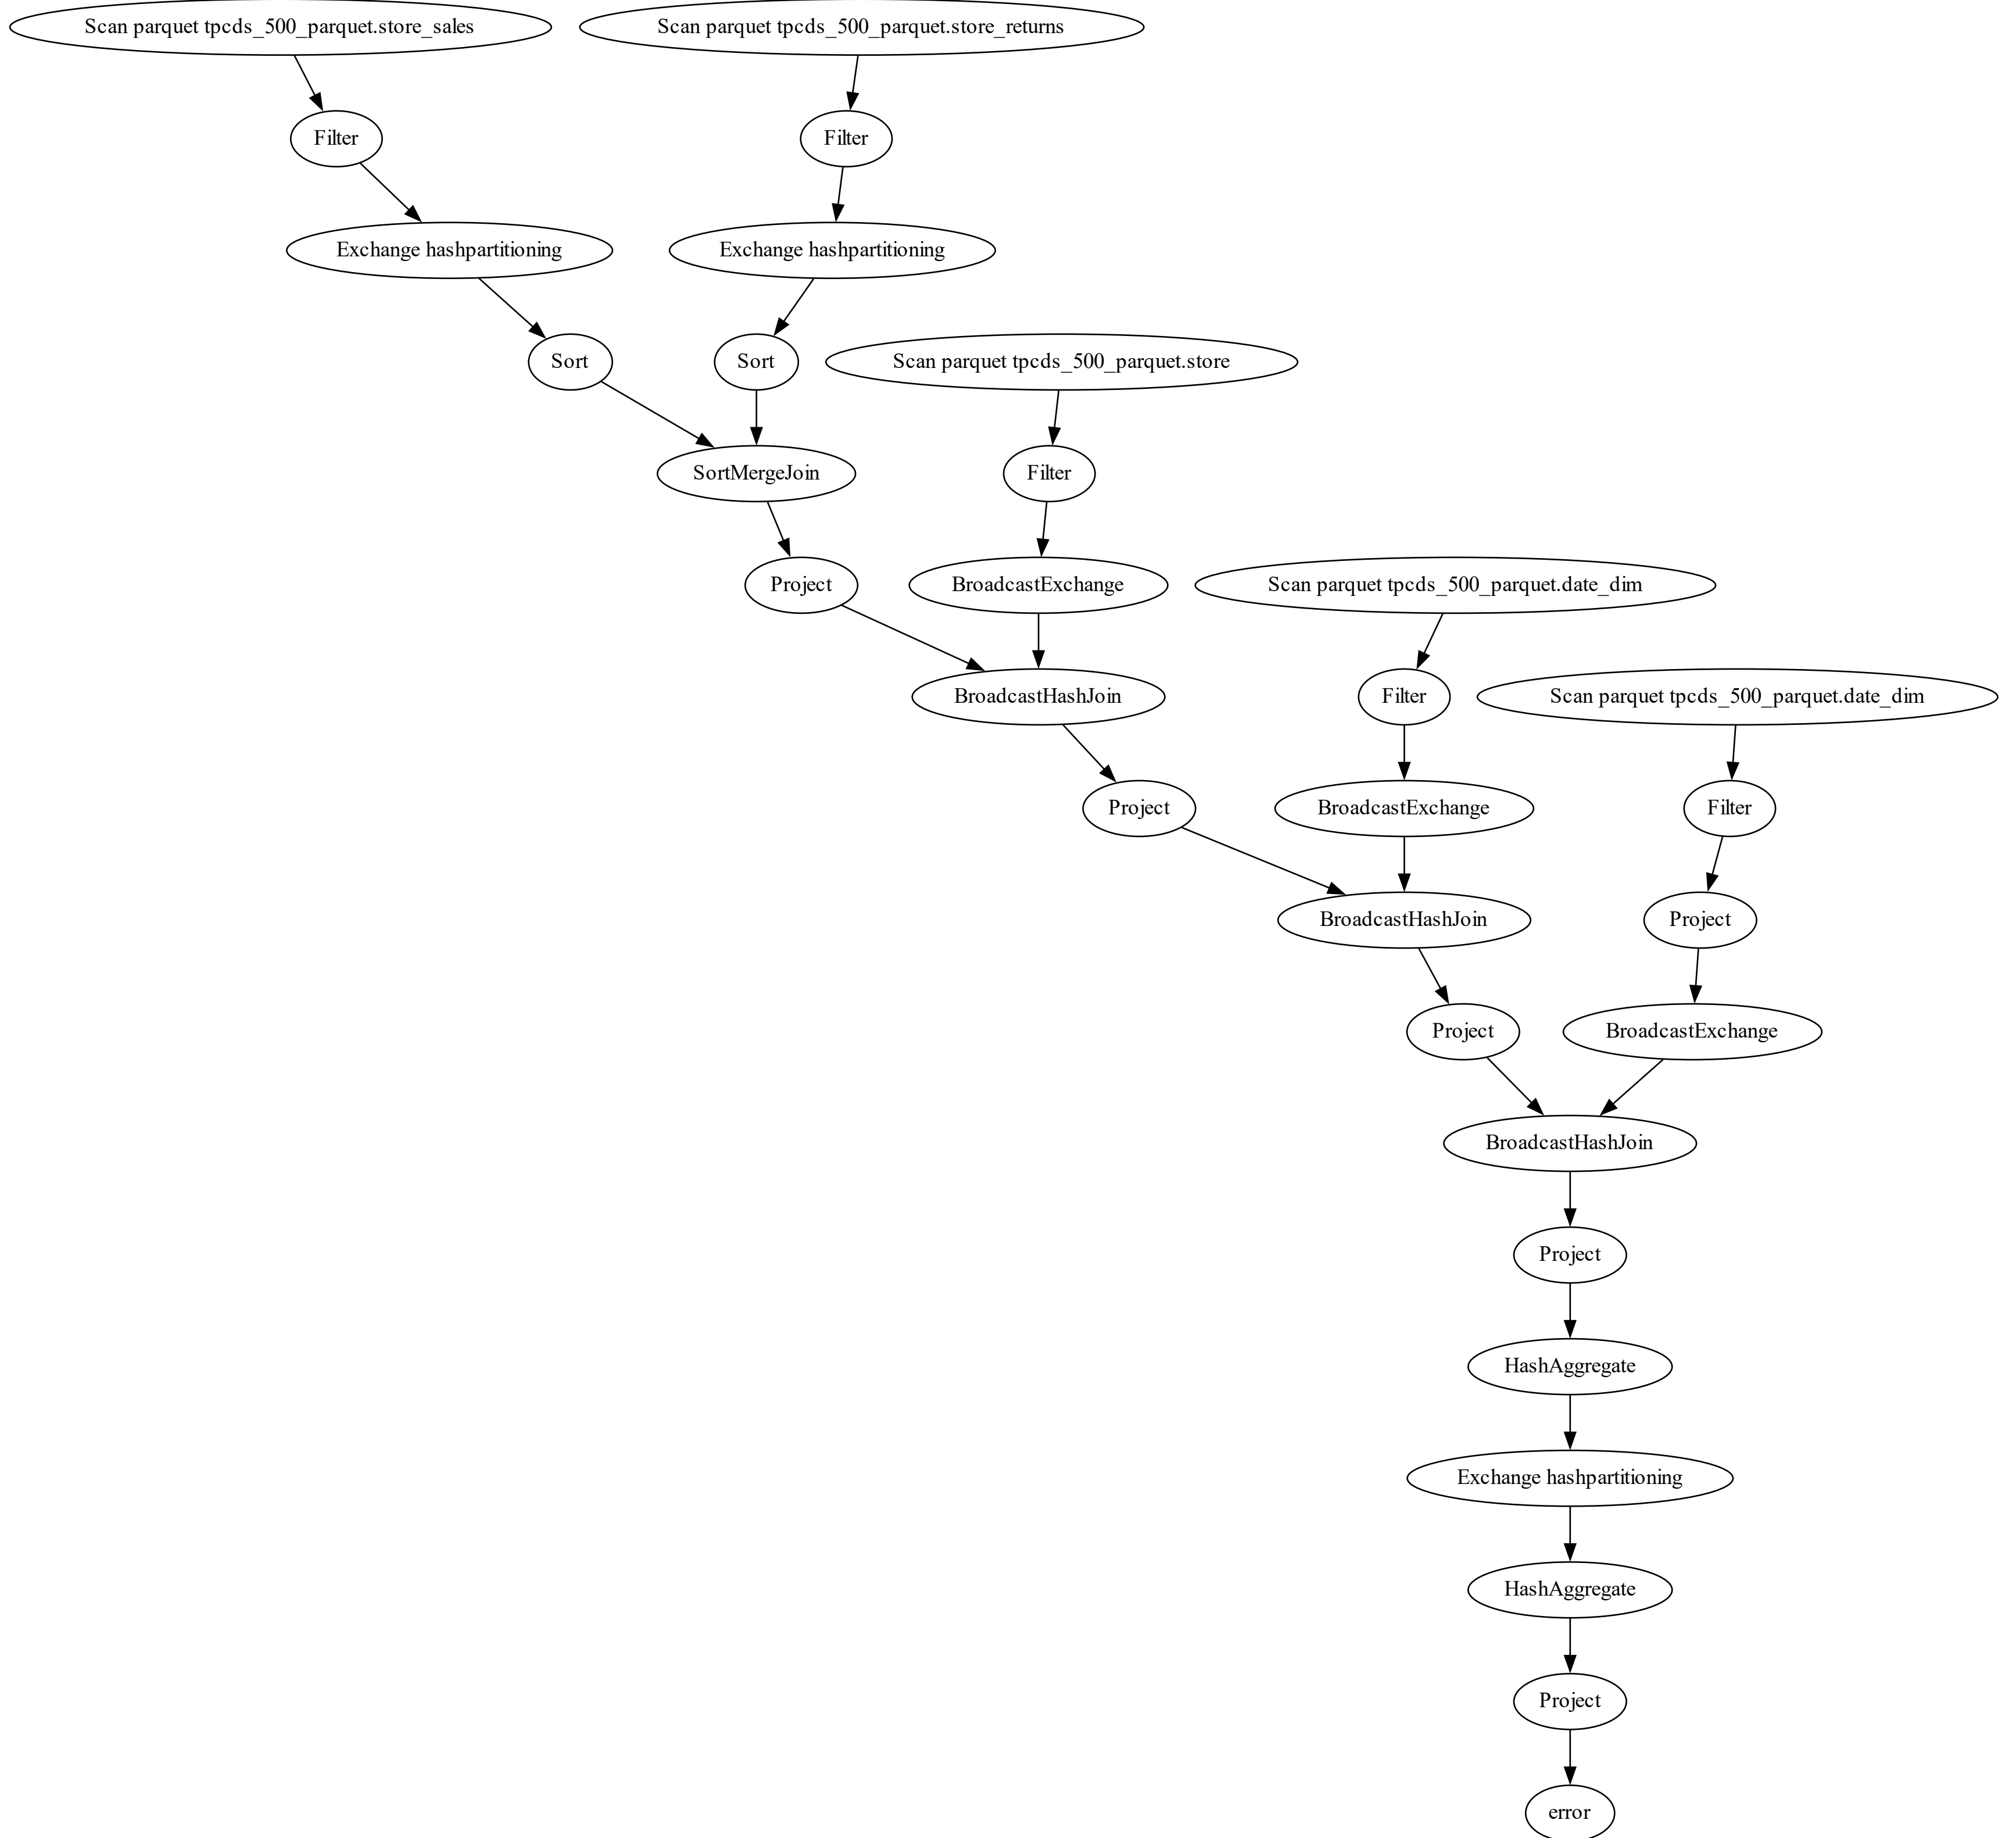 Scan parquet tpcds_500_parquet.store_sales
Scan parquet tpcds_500_parquet.store_returns
Filter
Filter
Exchange hashpartitioning
Exchange hashpartitioning
Sort
Sort
Scan parquet tpcds_500_parquet.store
SortMergeJoin
Filter
Project
BroadcastExchange
Scan parquet tpcds_500_parquet.date_dim
BroadcastHashJoin
Filter
Scan parquet tpcds_500_parquet.date_dim
Project
BroadcastExchange
Filter
BroadcastHashJoin
Project
Project
BroadcastExchange
BroadcastHashJoin
Project
HashAggregate
Exchange hashpartitioning
HashAggregate
Project
error